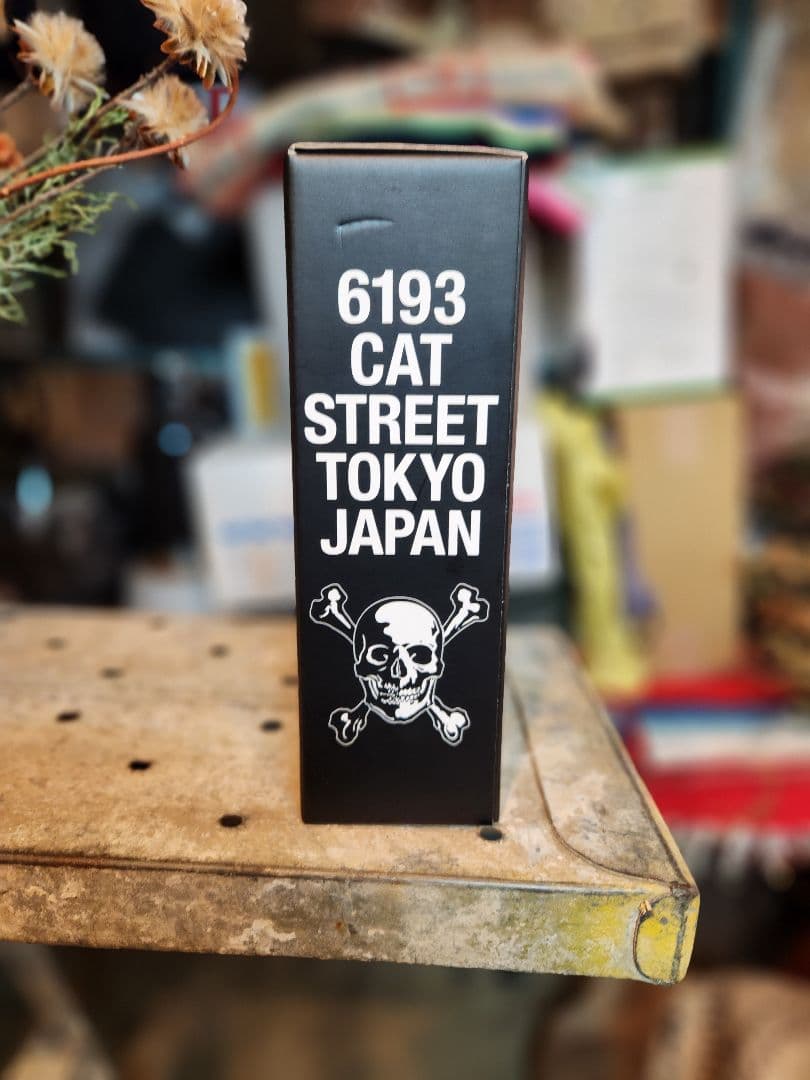 6193
CAT
STREET
TOKYO
JAPAN